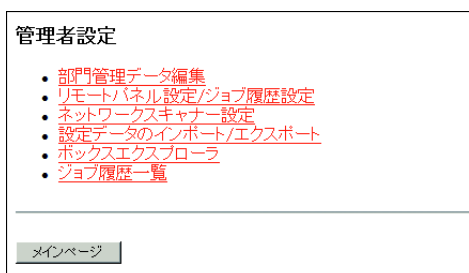 管理者設定
部門管理データ編集
リモートパネル設定/ジョブ履歴設定
ネットワークスキャナー設定
設定データのインポート/エクスポート
ボックスエクスプローラ
ジョブ履歴一覧
メインページ